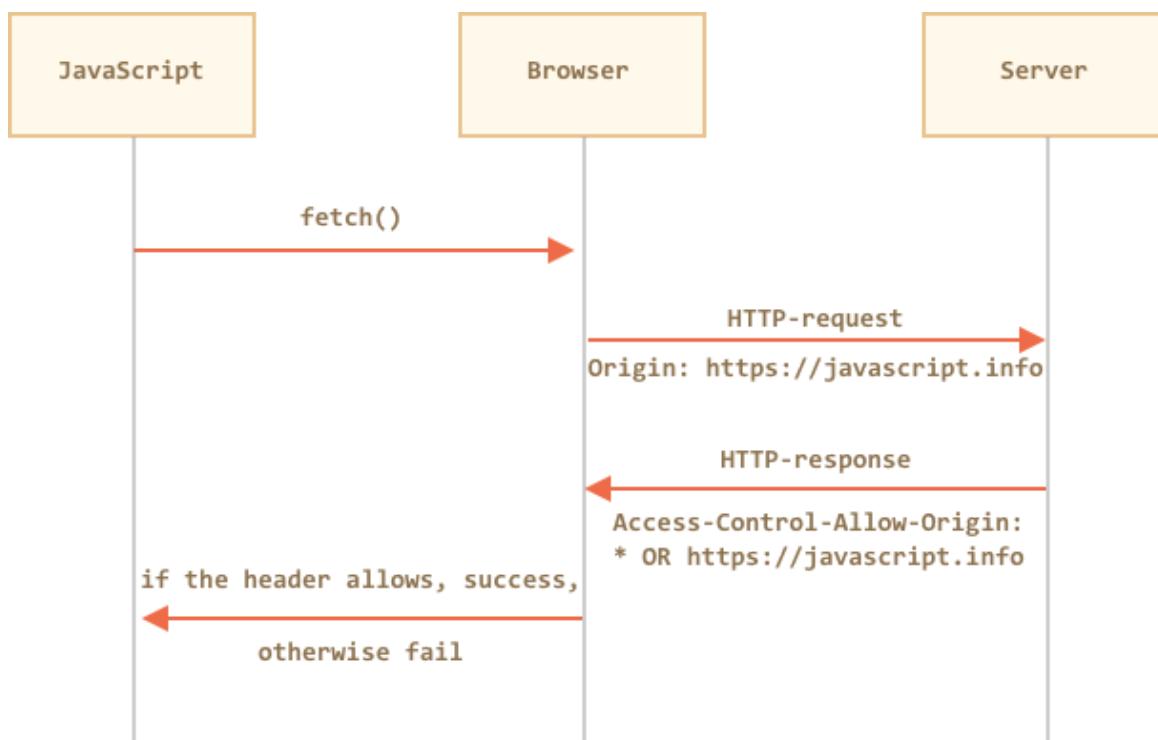 JavaScript
Browser
Server
fetch()
HTTP-request
Origin: https://javascript.info
HTTP-response
Access-Control-Allow-Origin:
* OR https://javascript.info
if the header allows, success,
otherwise fail